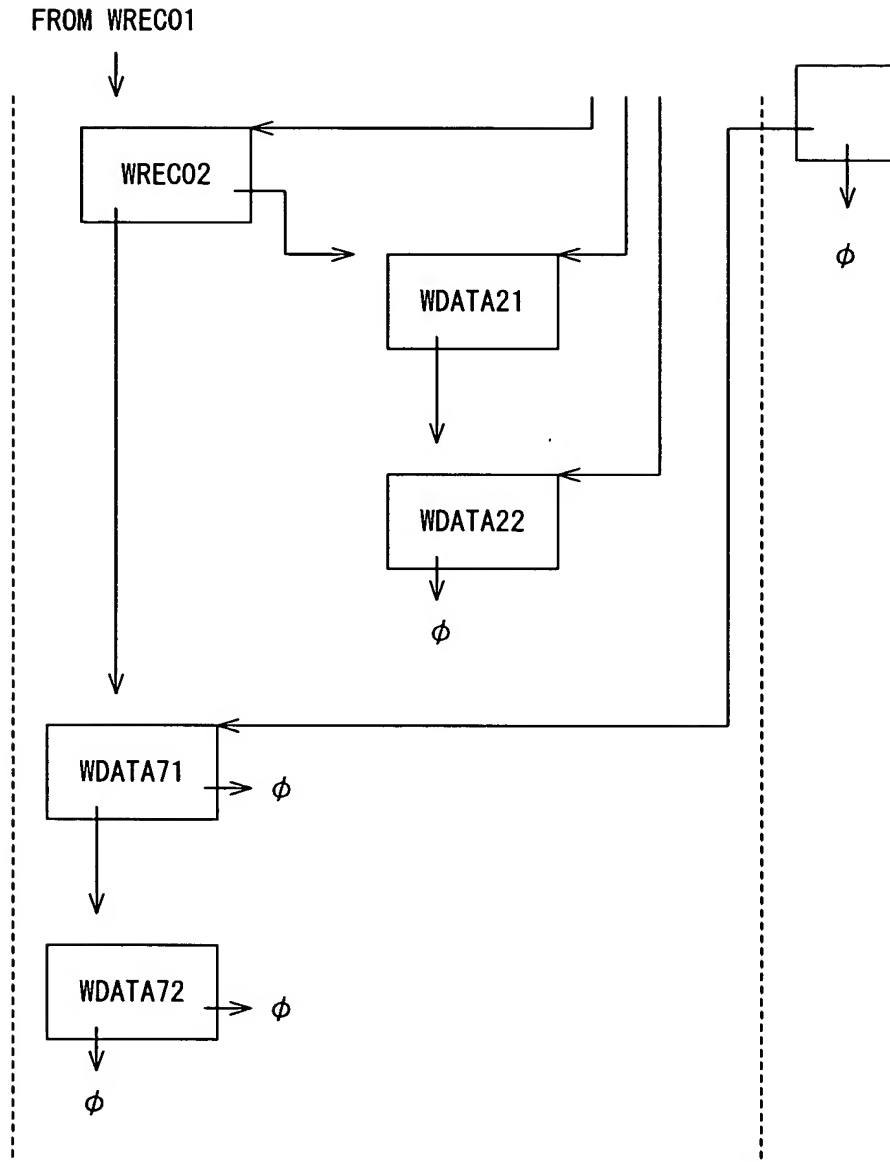 FROM WREC01
WREC02
φ
WDATA21
WDATA22
φ
WDATA71
φ
WDATA72
φ
φ